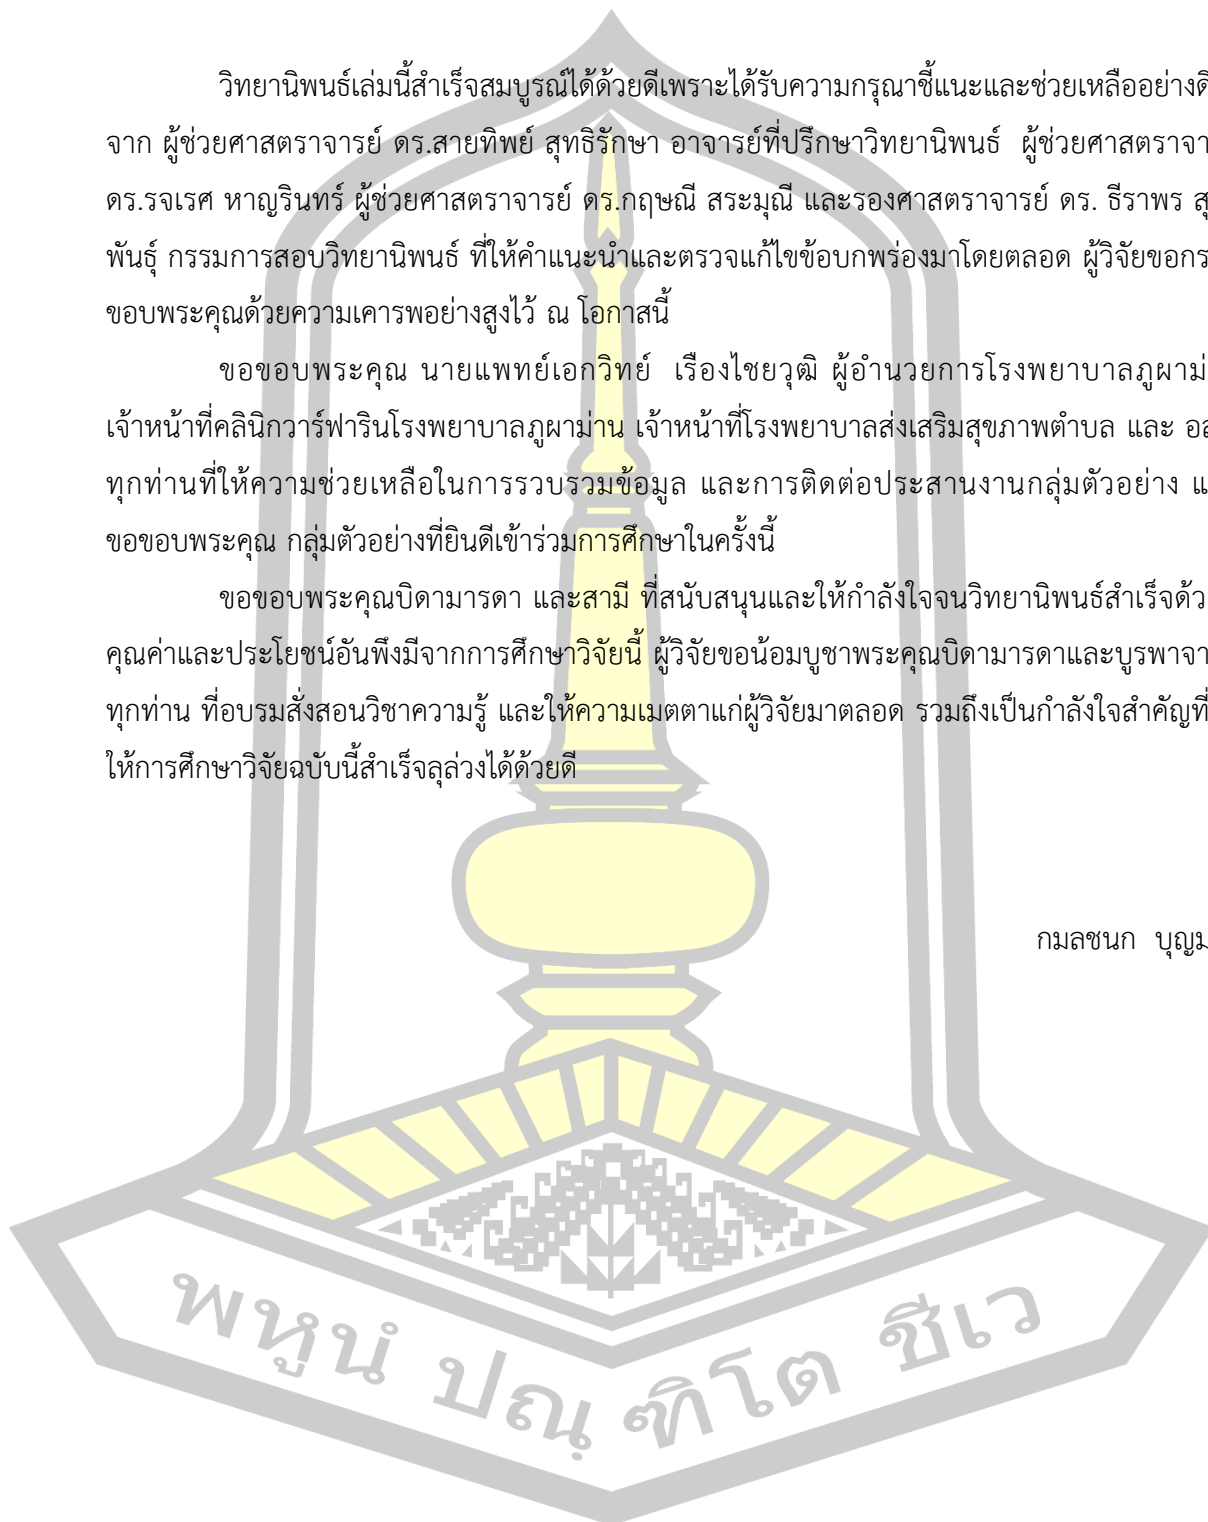 วิทยานิพนธ์เล่มนี้สำเร็จสมบูรณ์ได้ด้วยดีเพราะได้รับความกรุณาชี้แนะและช่วยเหลืออย่างดี
จาก ผู้ช่วยศาสตราจารย์ ดร.สายทิพย์ สุทธิรักษา อาจารย์ที่ปรึกษาวิทยานิพนธ์ ผู้ช่วยศาสตราจา
ดร.รจเรศ หาญรินทร์ ผู้ช่วยศาสตราจารย์ ดร.กฤษณี สระมุณี และรองศาสตราจารย์ ดร. ธีราพร สุ
พันธุ์ กรรมการสอบวิทยานิพนธ์ ที่ให้คำแนะนำและตรวจแก้ไขข้อบกพร่องมาโดยตลอด ผู้วิจัยขอกร
ขอบพระคุณด้วยความเคารพอย่างสูงไว้ ณ โอกาสนี้
ขอขอบพระคุณ นายแพทย์เอกวิทย์ เรืองไชยวุฒิ ผู้อำนวยการโรงพยาบาลภูผาม่
เจ้าหน้าที่คลินิกวาร์ฟารินโรงพยาบาลภูผาม่าน เจ้าหน้าที่โรงพยาบาลส่งเสริมสุขภาพตำบล และ อส
ทุกท่านที่ให้ความช่วยเหลือในการรวบรวมข้อมูล และการติดต่อประสานงานกลุ่มตัวอย่าง แ
ขอขอบพระคุณ กลุ่มตัวอย่างที่ยินดีเข้าร่วมการศึกษาในครั้งนี้
ขอขอบพระคุณบิดามารดา และสามี ที่สนับสนุนและให้กำลังใจจนวิทยานิพนธ์สำเร็จด้ว
คุณค่าและประโยชน์อันพึงมีจากการศึกษาวิจัยนี้ ผู้วิจัยขอน้อมบูชาพระคุณบิดามารดาและบูรพาจา
ทุกท่าน ที่อบรมสั่งสอนวิชาความรู้ และให้ความเมตตาแก่ผู้วิจัยมาตลอด รวมถึงเป็นกำลังใจสำคัญที่
ให้การศึกษาวิจัยฉบับนี้สำเร็จลุล่วงได้ด้วยดี
กมลชนก บุญม
พหูนํ ปณฺฑิโต ชีเว